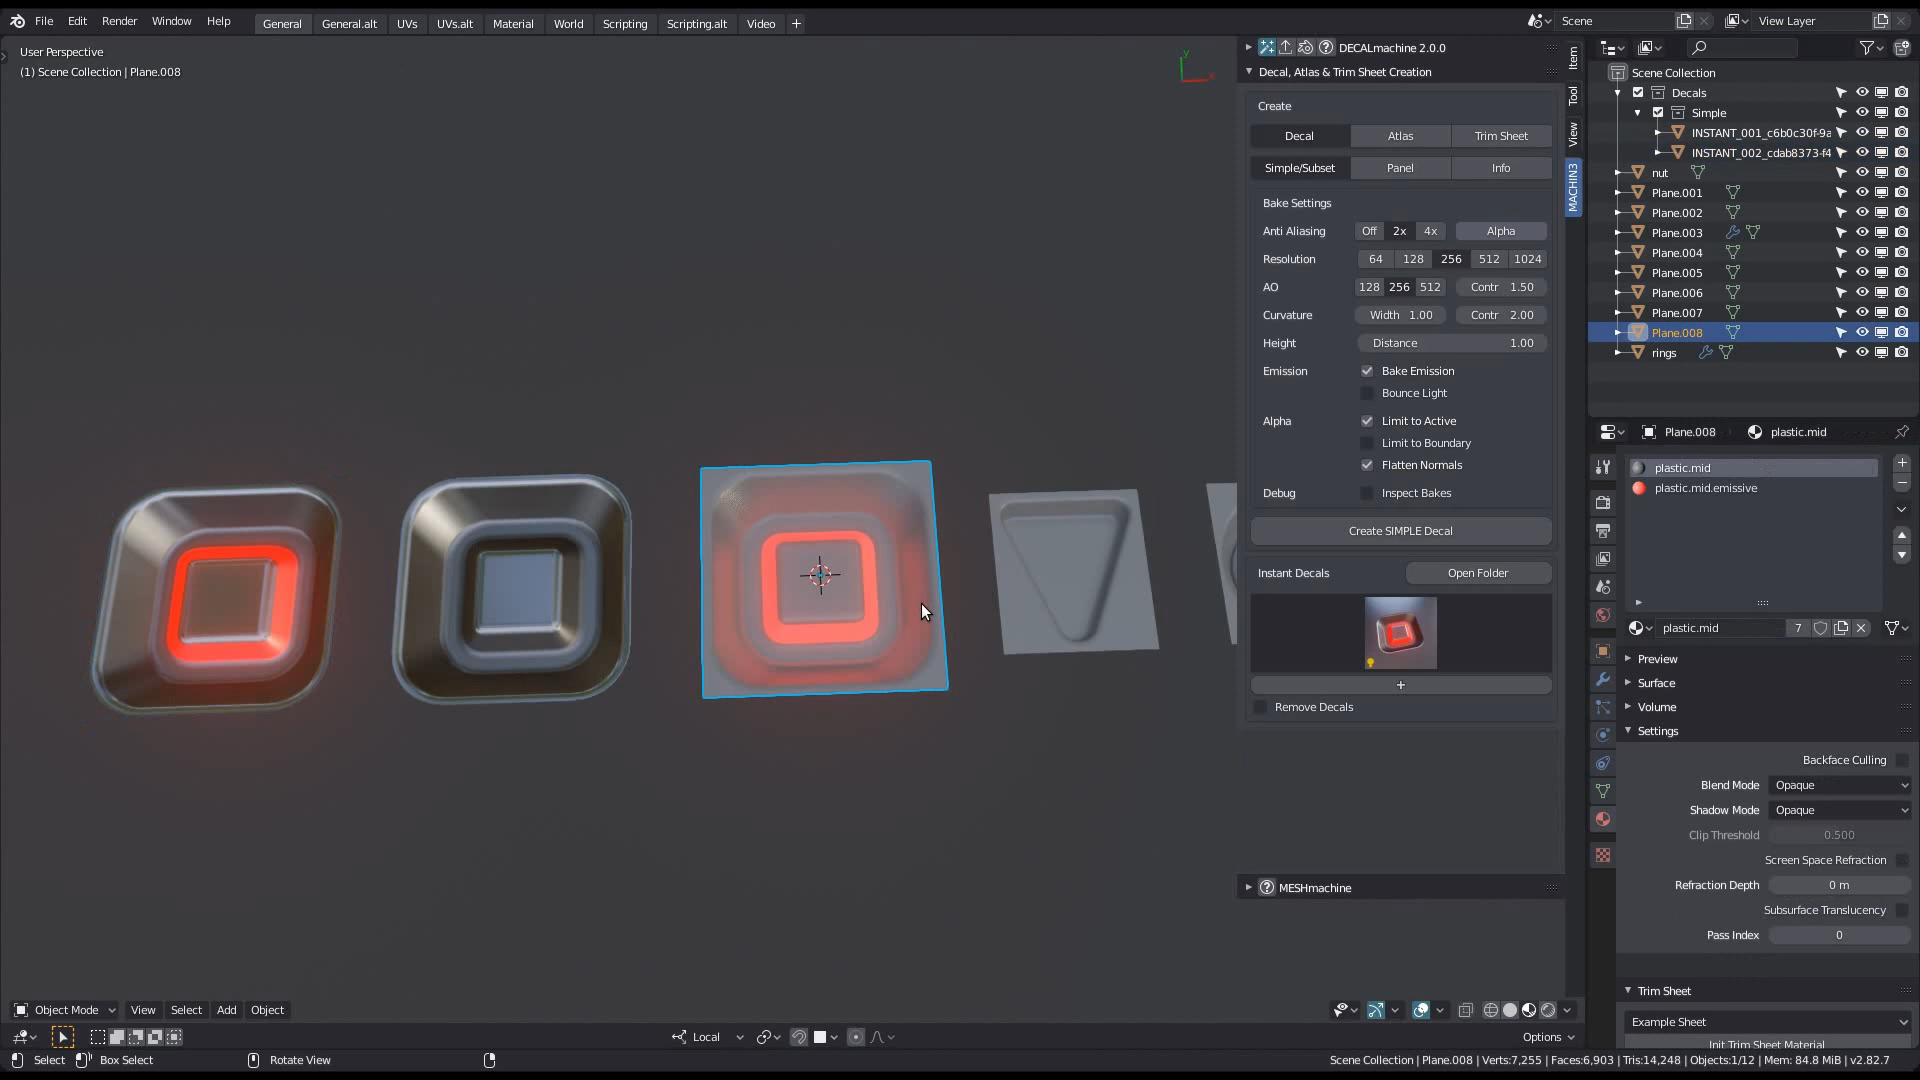 File Edit Render Window Help General General.alt UVs UVs.alt Material World Scripting Scripting.alt Video + Scene View Layer
User Perspective
(1) Scene Collection | Plane.008
Y
X
DECALmachine 2.0.0
Decal, Atlas & Trim Sheet Creation
Create
Decal Atlas Trim Sheet
Simple/Subset Panel Info
Bake Settings
Anti Aliasing Off 2x 4x Alpha
Resolution 64 128 256 512 1024
AO 128 256 512 Contr 1.50
Curvature Width 1.00 Contr 2.00
Height Distance 1.00
Emission Bake Emission
Bounce Light
Alpha Limit to Active
Limit to Boundary
Flatten Normals
Debug Inspect Bakes
Create SIMPLE Decal
Instant Decals Open Folder
+
Remove Decals
MESHmachine
Item
Tool
View
MACHIN3
Scene Collection
Decals
Simple
INSTANT_001_c6b0c30f-9a
INSTANT_002_cdab8373-f4
nut
Plane.001
Plane.002
Plane.003
Plane.004
Plane.005
Plane.006
Plane.007
Plane.008
rings
Plane.008 plastic.mid
plastic.mid
plastic.mid.emissive
plastic.mid 7
Preview
Surface
Volume
Settings
Backface Culling
Blend Mode Opaque
Shadow Mode Opaque
Clip Threshold 0.500
Screen Space Refraction
Refraction Depth 0 m
Subsurface Translucency
Pass Index 0
Trim Sheet
Example Sheet
Init Trim Sheet Material
Object Mode View Select Add Object
Local
Options
Select Box Select Rotate View
Scene Collection | Plane.008 | Verts:7,255 | Faces:6,903 | Tris:14,248 | Objects:1/12 | Mem: 84.8 MiB | v2.82.7